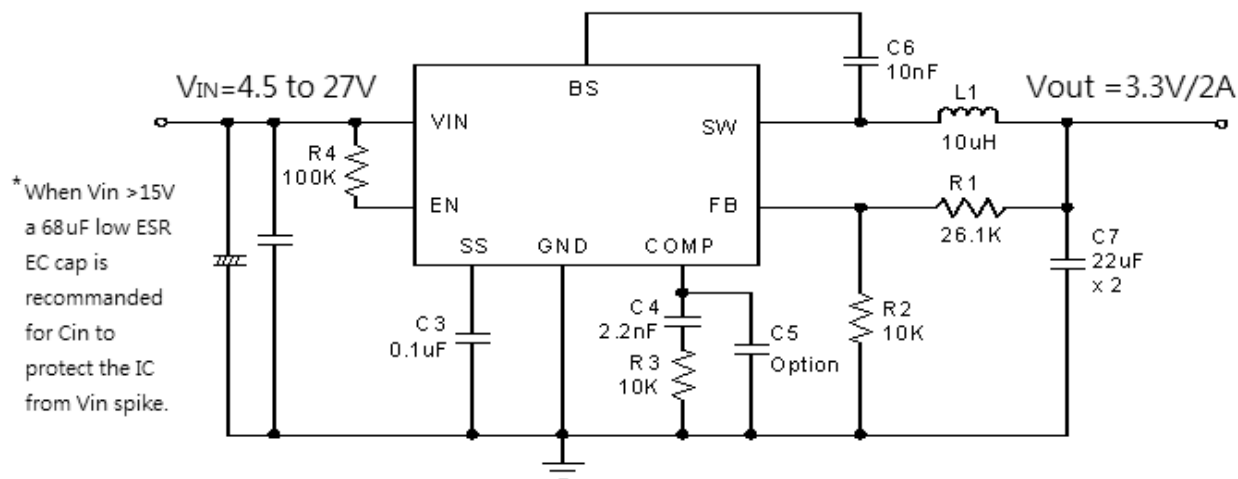 VIN=4.5 to 27V
BS
C6
10nF
Vout =3.3V/2A
L1
10uH
VIN
SW
R4
100K
EN
FB
R1
26.1K
SS
GND
COMP
*When Vin >15V
a 68uF low ESR
EC cap is
recommanded
for Cin to
protect the IC
from Vin spike.
C3
0.1uF
C4
2.2nF
R3
10K
C5
Option
R2
10K
C7
22uF
x 2